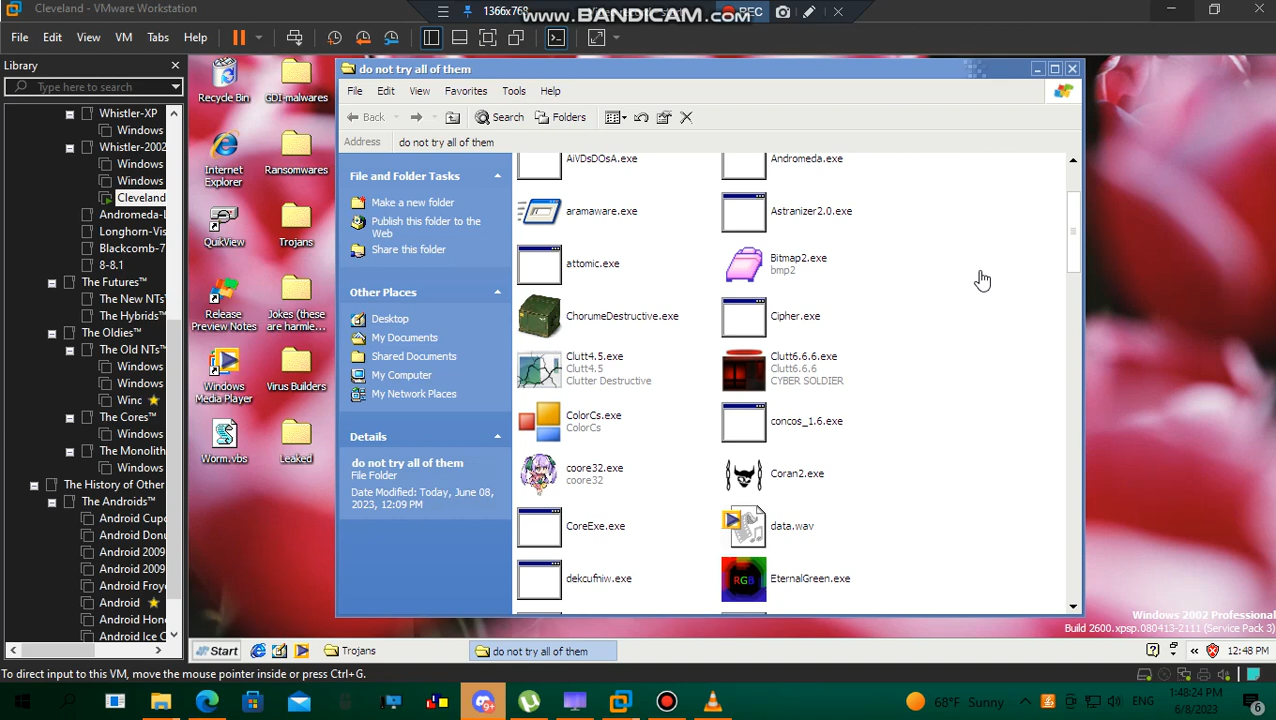 Cleveland - VMware Workstation
1366x768
REC
www.BANDICAM.com
File Edit View VM Tabs Help
Library
Type here to search
Whistler-XP
Windows
Whistler-2002
Windows
Windows
Cleveland
Andromeda-L
Longhorn-Vis
Blackcomb-7
8-8.1
The Futures™
The New NTs™
The Hybrids™
The Oldies™
The Old NTs™
Windows
Windows
Winc
The Cores™
Windows
The Monolith
Windows
The History of Other
The Androids™
Android Cupc
Android Donu
Android 2009
Android 2009
Android Froy
Android
Android Hon
Android Ice C
Recycle Bin
GDI-malwares
Internet Explorer
Ransomwares
QuikView
Trojans
Release Preview Notes
Jokes (these are harmle...
Windows Media Player
Virus Builders
Worm.vbs
Leaked
do not try all of them
File Edit View Favorites Tools Help
Back Search Folders
Address do not try all of them
File and Folder Tasks
Make a new folder
Publish this folder to the Web
Share this folder
Other Places
Desktop
My Documents
Shared Documents
My Computer
My Network Places
Details
do not try all of them
File Folder
Date Modified: Today, June 08, 2023, 12:09 PM
AiVDsDOsA.exe
Andromeda.exe
aramaware.exe
Astranizer2.0.exe
attomic.exe
Bitmap2.exe
bmp2
ChorumeDestructive.exe
Cipher.exe
Clutt4.5.exe
Clutt4.5
Clutter Destructive
Clutt6.6.6.exe
Clutt6.6.6
CYBER SOLDIER
ColorCs.exe
ColorCs
concos_1.6.exe
coore32.exe
coore32
Coran2.exe
CoreExe.exe
data.wav
dekcufniw.exe
RGB
EternalGreen.exe
Windows 2002 Professional
Build 2600.xpsp.080413-2111 (Service Pack 3)
Start
Trojans
do not try all of them
12:48 PM
To direct input to this VM, move the mouse pointer inside or press Ctrl+G.
68°F Sunny
ENG
1:48:24 PM
6/8/2023
6